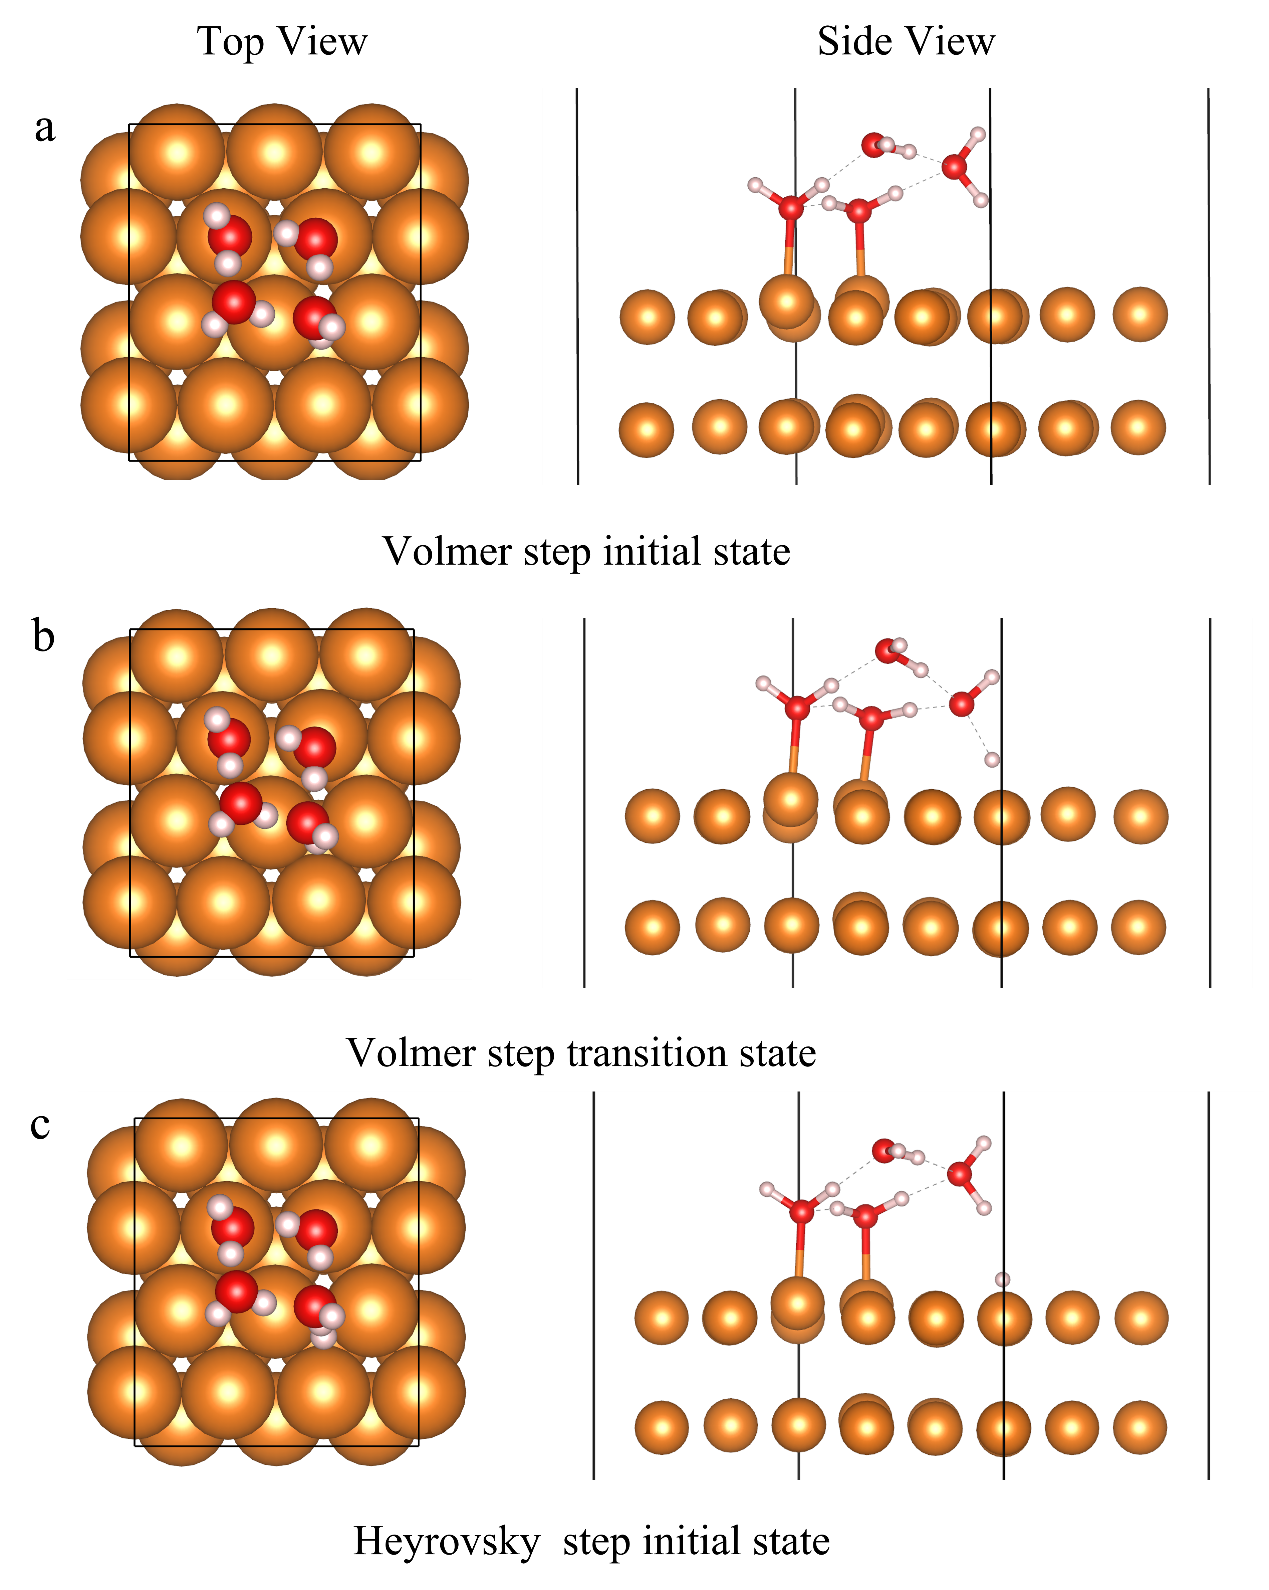 Top View
Side View
a
Volmer step initial state
b
Volmer step transition state
c
Heyrovsky step initial state